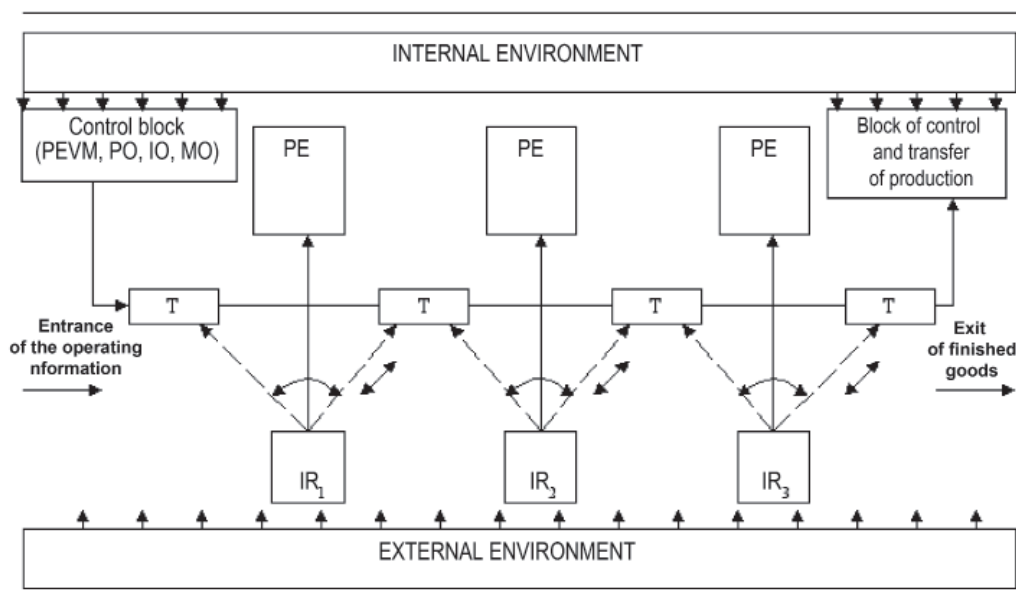 INTERNAL ENVIRONMENT
Control block
(PEVM, PO, IO, MO)
PE
PE
PE
Block of control
and transfer
of production
T
T
T
T
Entrance
of the operating
nformation
Exit
of finished
goods
IR1
IR2
IR3
EXTERNAL ENVIRONMENT